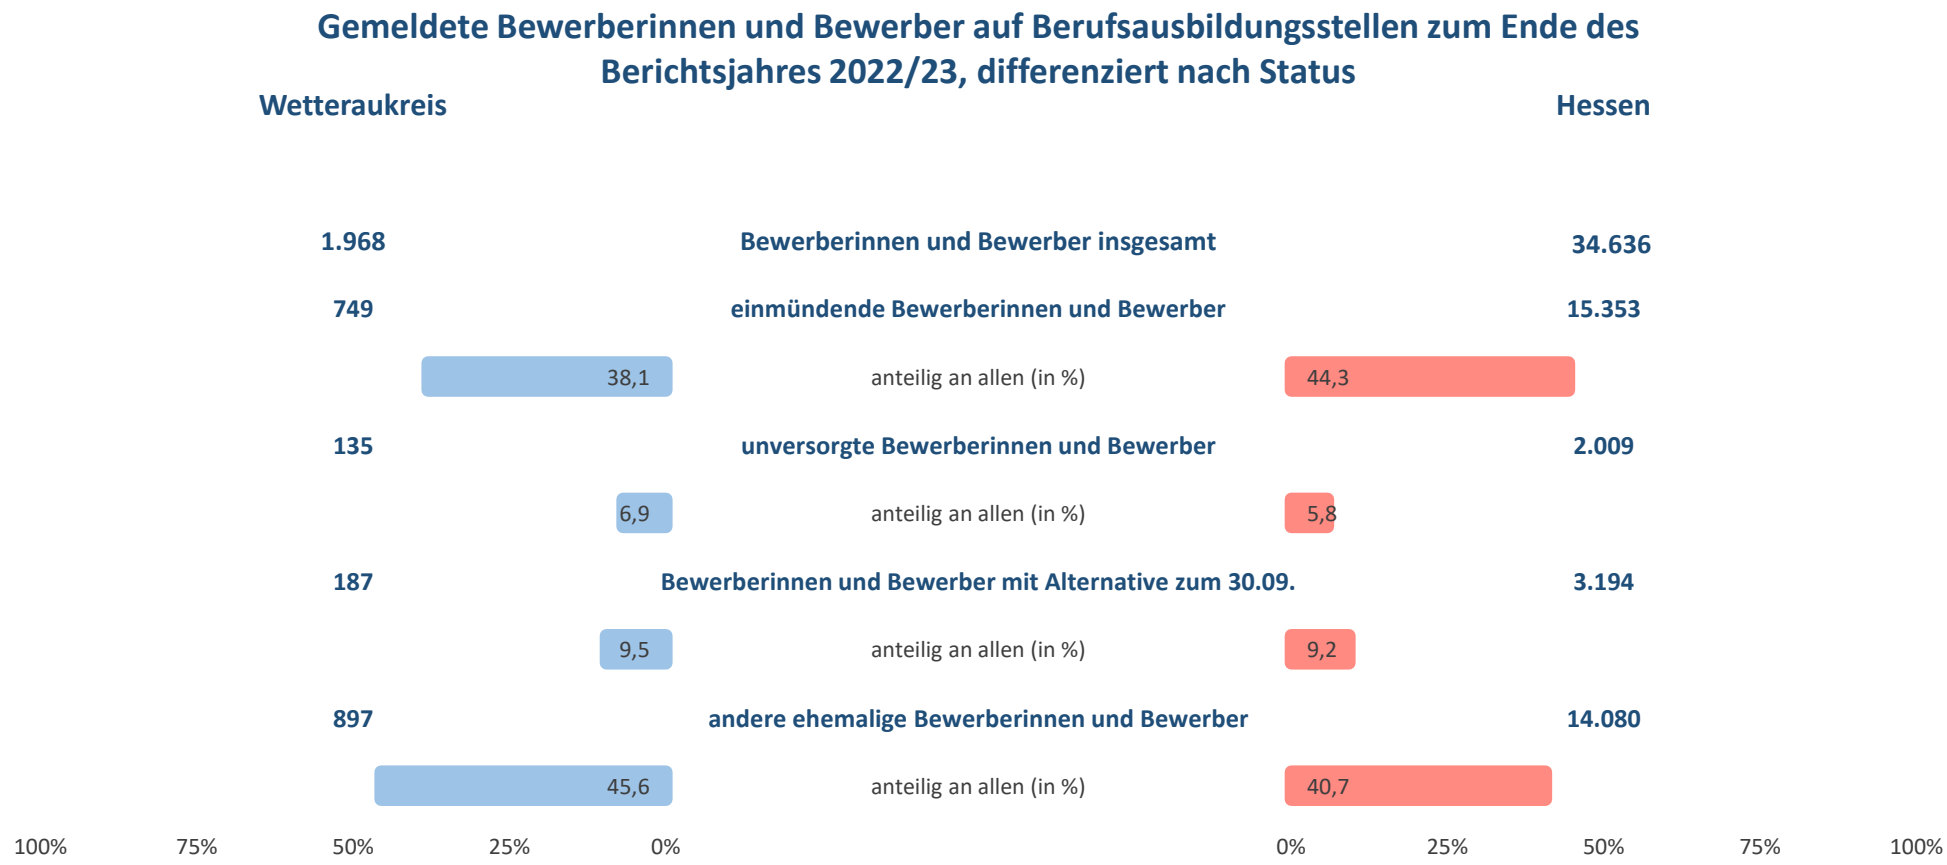 Gemeldete Bewerberinnen und Bewerber auf Berufsausbildungsstellen zum Ende des
Berichtsjahres 2022/23, differenziert nach Status
Wetteraukreis Hessen
1.968 Bewerberinnen und Bewerber insgesamt 34.636
749 einmündende Bewerberinnen und Bewerber 15.353
38,1 anteilig an allen (in %) 44,3
135 unversorgte Bewerberinnen und Bewerber 2.009
6,9 anteilig an allen (in %) 5,8
187 Bewerberinnen und Bewerber mit Alternative zum 30.09. 3.194
9,5 anteilig an allen (in %) 9,2
897 andere ehemalige Bewerberinnen und Bewerber 14.080
45,6 anteilig an allen (in %) 40,7
100% 75% 50% 25% 0% 0% 25% 50% 75% 100%